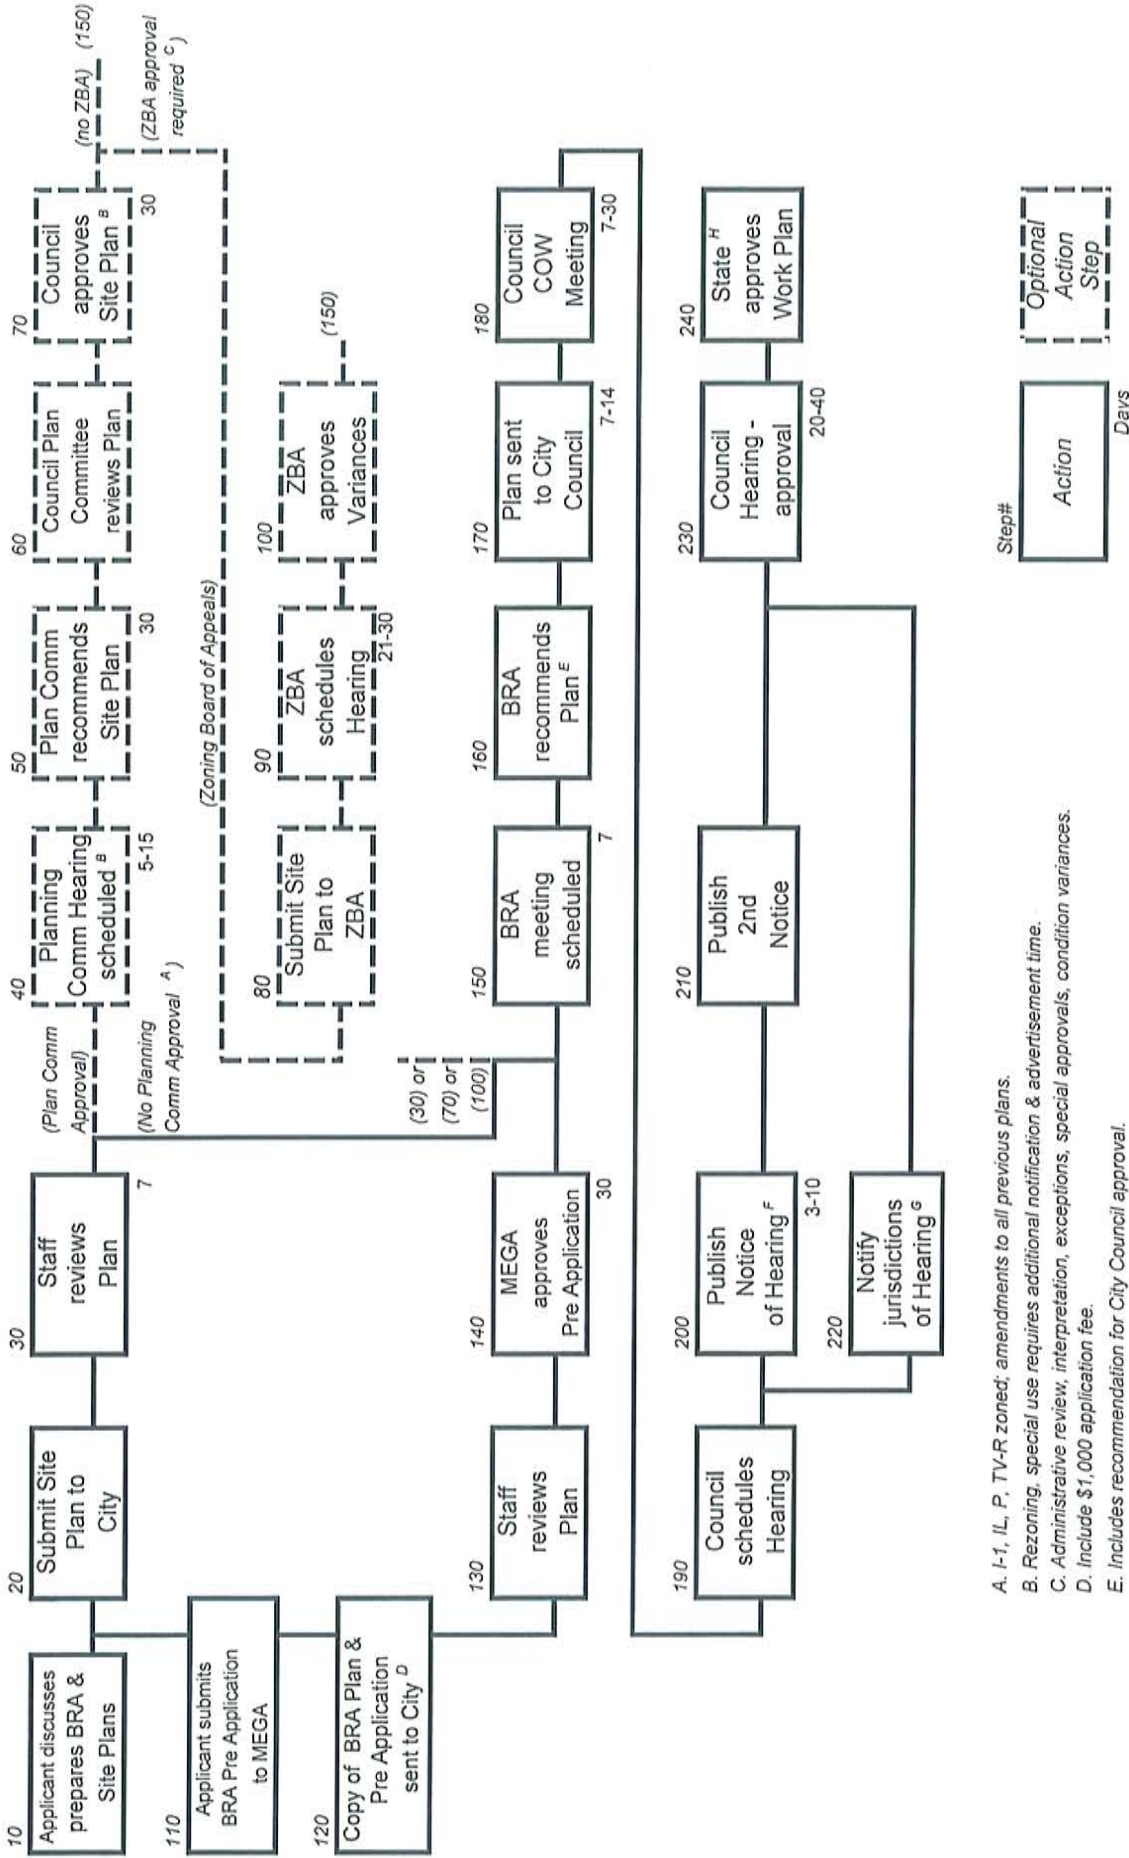 10
Applicant discusses
prepares BRA &
Site Plans
20
Submit Site
Plan to
City
30
Staff
reviews
Plan
7
(Plan Comm
Approval)
(No Planning
Comm Approval A)
40
Planning
Comm Hearing
scheduled B
5-15
50
Plan Comm
recommends
Site Plan
30
60
Council Plan
Committee
reviews Plan
70
Council
approves
Site Plan B
30
(no ZBA) (150)
(ZBA approval
required C)
(Zoning Board of Appeals)
80
Submit Site
Plan to
ZBA
90
ZBA
schedules
Hearing
21-30
100
ZBA
approves
Variances
(150)
110
Applicant submits
BRA Pre Application
to MEGA
120
Copy of BRA Plan &
Pre Application
sent to City D
130
Staff
reviews
Plan
140
MEGA
approves
Pre Application
30
(30) or
(70) or
(100)
150
BRA
meeting
scheduled
7
160
BRA
recommends
Plan E
170
Plan sent
to City
Council
7-14
180
Council
COW
Meeting
7-30
190
Council
schedules
Hearing
200
Publish
Notice
of Hearing F
3-10
210
Publish
2nd
Notice
220
Notify
jurisdictions
of Hearing G
230
Council
Hearing -
approval
20-40
240
State H
approves
Work Plan
Step#
Action
Days
Optional
Action
Step
A. I-1, IL, P, TV-R zoned; amendments to all previous plans.
B. Rezoning, special use requires additional notification & advertisement time.
C. Administrative review, interpretation, exceptions, special approvals, condition variances.
D. Include $1,000 application fee.
E. Includes recommendation for City Council approval.